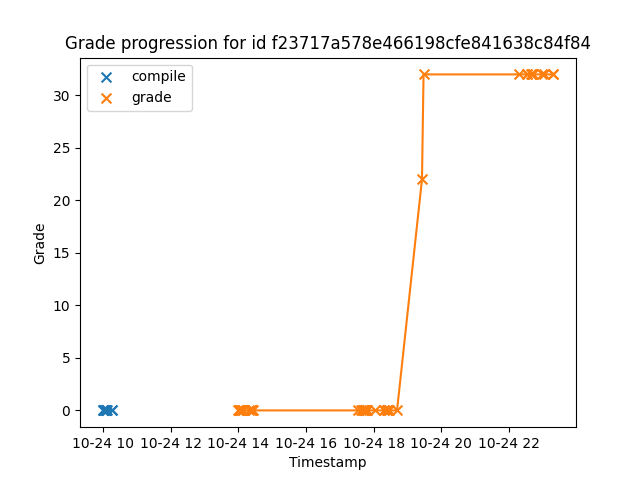 Grade progression for id f23717a578e466198cfe841638c84f84
compile
grade
30
25
20
15
10
5
0
Grade
10-24 10 10-24 12 10-24 14 10-24 16 10-24 18 10-24 20 10-24 22
Timestamp